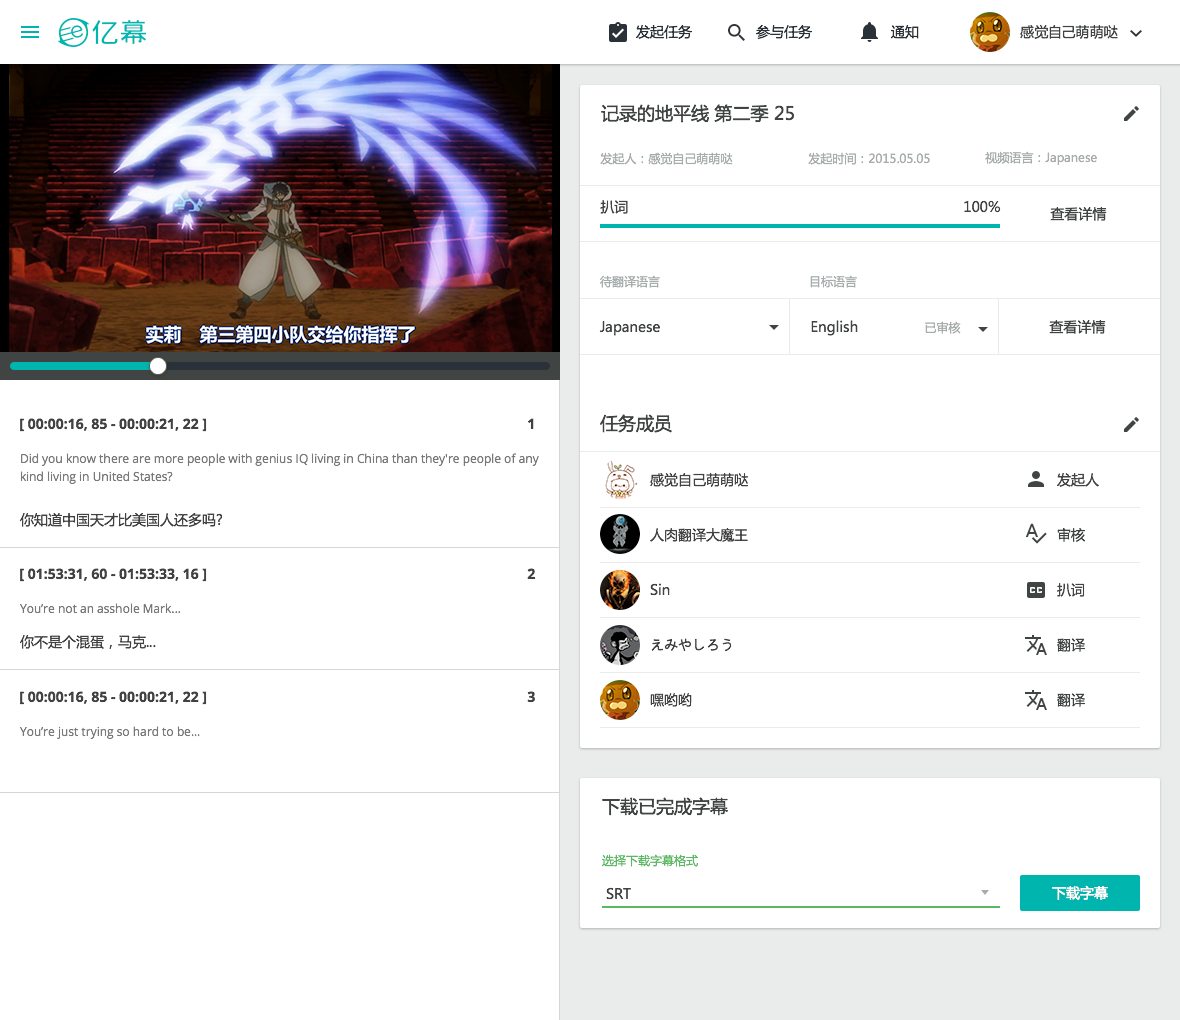 亿幕
发起任务
参与任务
通知
感觉自己萌萌哒
实莉 第三第四小队交给你指挥了
[ 00:00:16, 85 - 00:00:21, 22 ] 1
Did you know there are more people with genius IQ living in China than they're people of any
kind living in United States?
你知道中国天才比美国人还多吗?
[ 01:53:31, 60 - 01:53:33, 16 ] 2
You're not an asshole Mark...
你不是个混蛋，马克...
[ 00:00:16, 85 - 00:00:21, 22 ] 3
You're just trying so hard to be...
记录的地平线 第二季 25
发起人：感觉自己萌萌哒 发起时间：2015.05.05 视频语言：Japanese
扒词 100%
查看详情
待翻译语言 目标语言
Japanese English 已审核 查看详情
任务成员
感觉自己萌萌哒 发起人
人肉翻译大魔王 审核
Sin CC 扒词
えみやしろう 翻译
嘿哟哟 翻译
下载已完成字幕
选择下载字幕格式
SRT 下载字幕